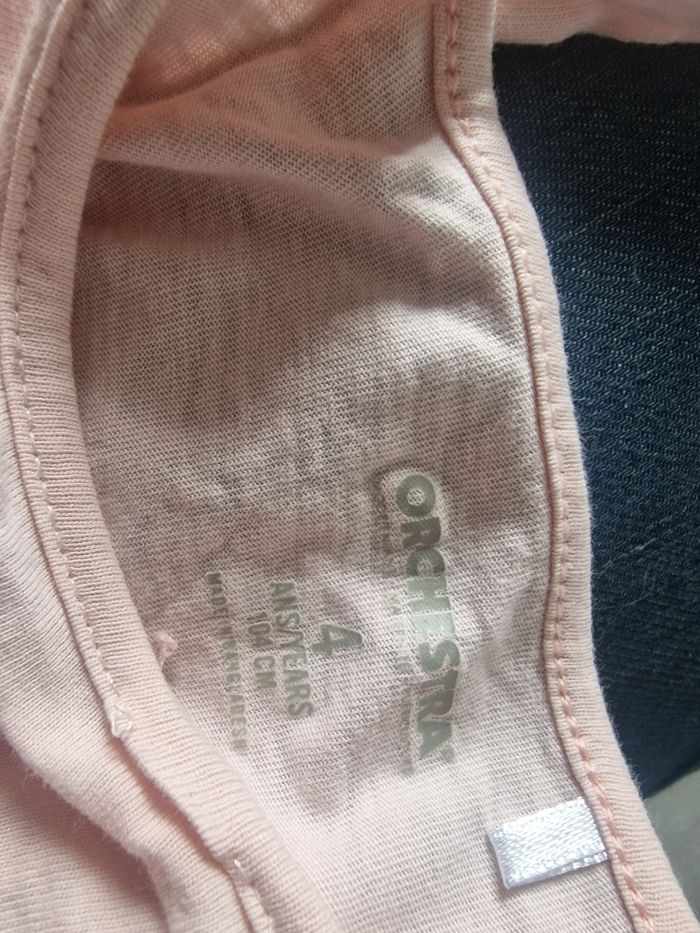 ORCHESTRA
4
ANS/YEARS
104 CM
MADE IN BANGLADESH